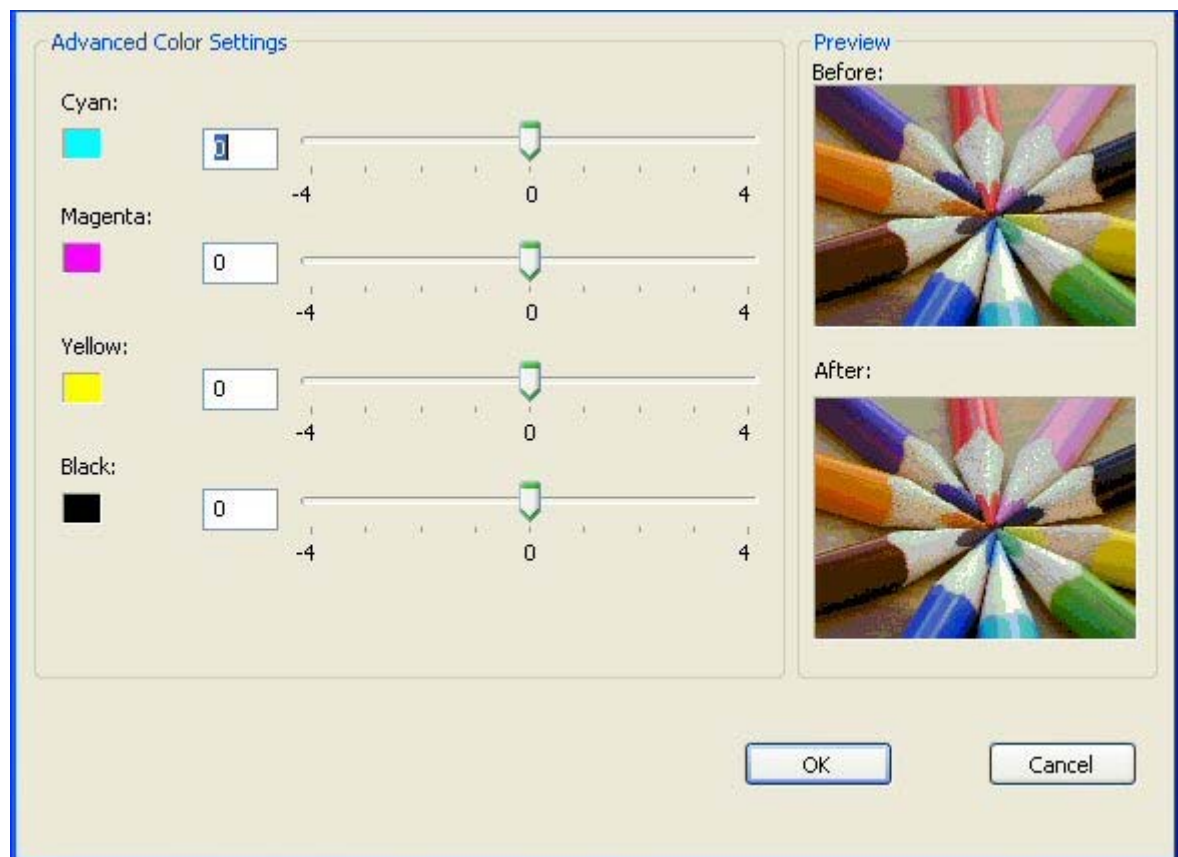 Advanced Color Settings
Cyan:
0
-4 0 4
Magenta:
0
-4 0 4
Yellow:
0
-4 0 4
Black:
0
-4 0 4
Preview
Before:
After:
OK
Cancel